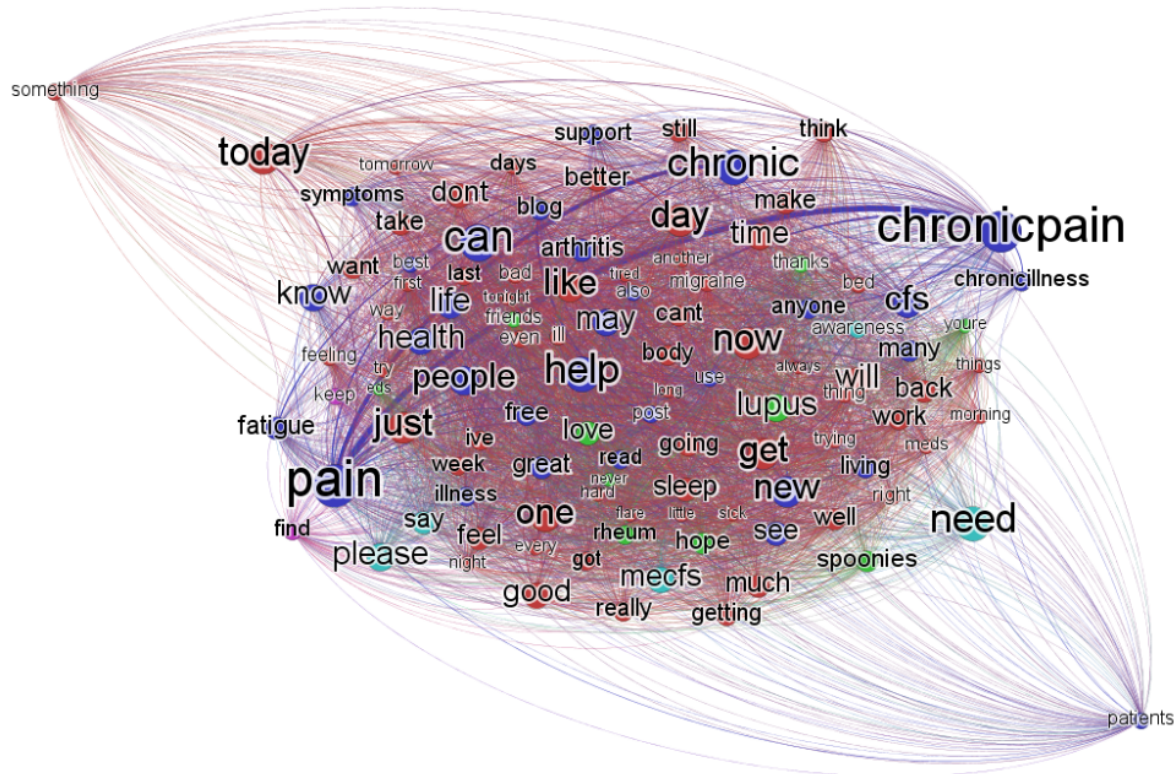 something
today
support
still
think
tomorrow
days
chronic
symptoms
dont
better
take
blog
day
make
chronicpain
can
arthritis
time
want
best
last
bad
like
tired
another
thanks
chronicillness
first
migraine
bed
know
life
tonight
also
anyone
cfs
way
friends
may
cant
awareness
youre
health
even
ill
now
many
feeling
body
always
things
try
people
help
use
will
keep
eds
long
thing
back
fatigue
just
free
post
lupus
work
morning
ive
love
going
get
trying
meds
pain
week
great
read
living
illness
never
hard
sleep
new
right
find
say
one
flare
little
sick
well
need
please
feel
every
rheum
hope
see
spoonies
night
got
mecfs
much
good
really
getting
patients